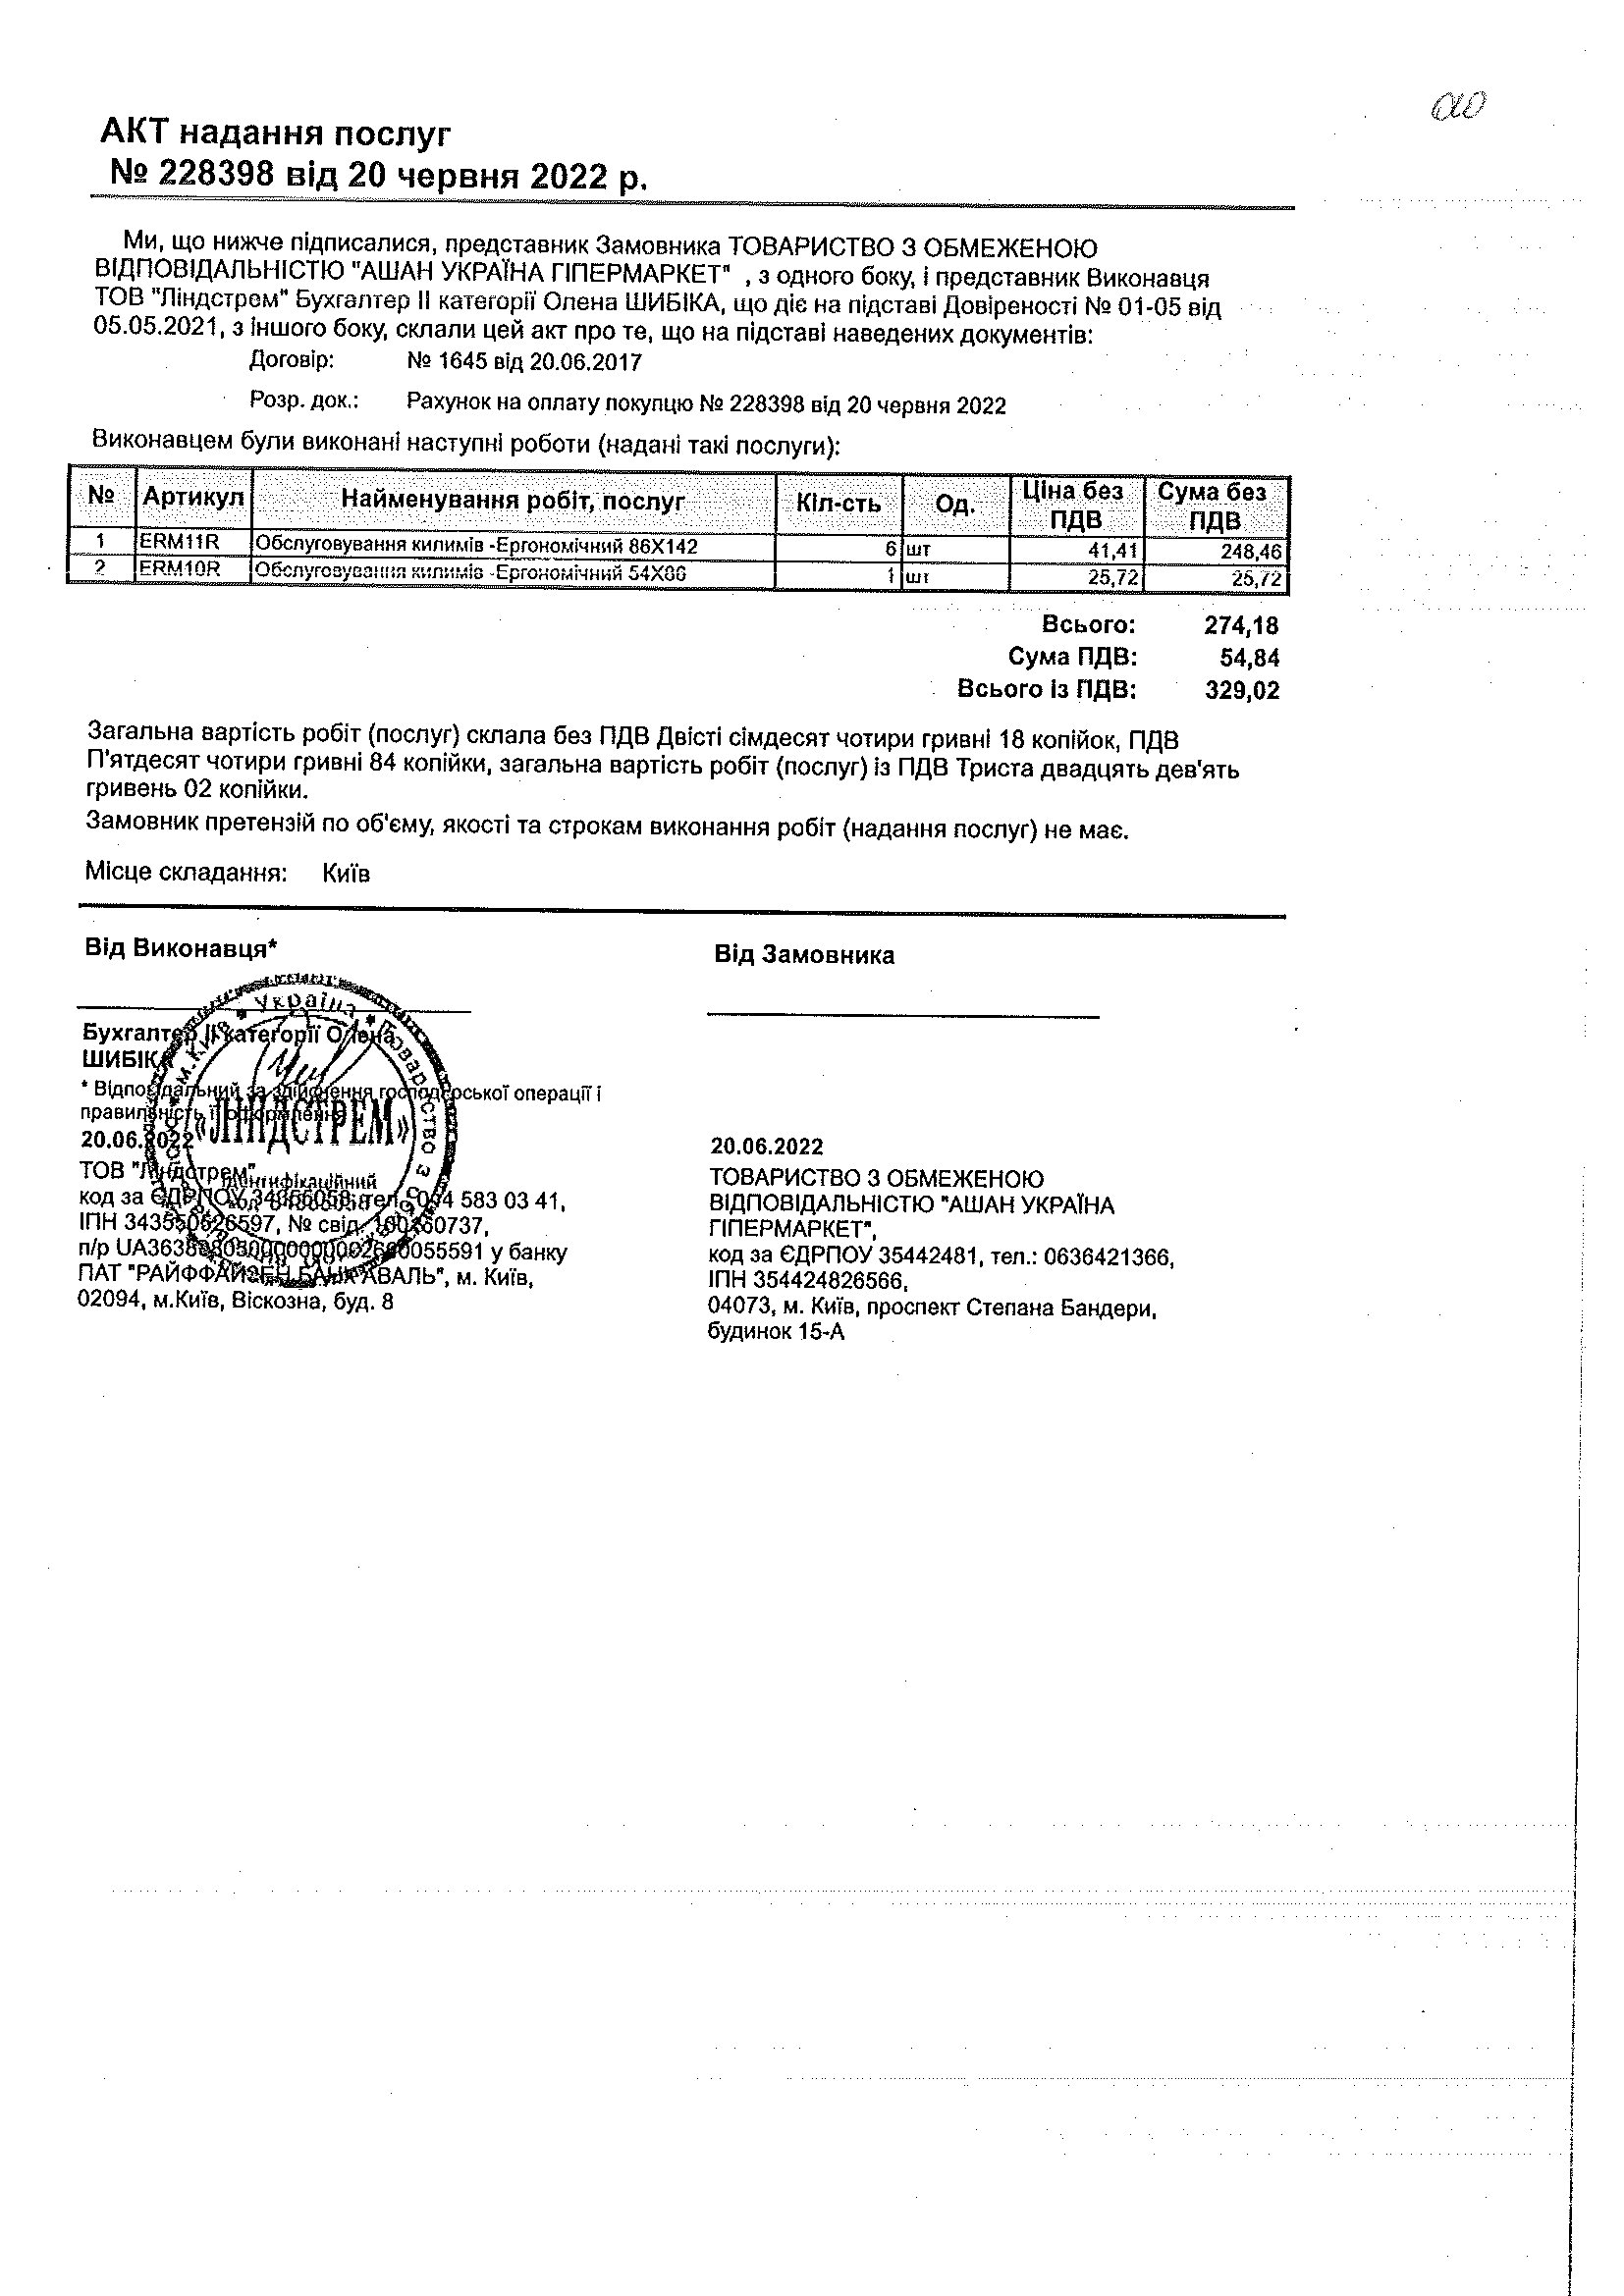 АКТ надання послуг
№ 228398 від 20 червня 2022 р.
Ми, що нижче підписалися, представник Замовника ТОВАРИСТВО З ОБМЕЖЕНОЮ
ВІДПОВІДАЛЬНІСТЮ "АШАН УКРАЇНА ГІПЕРМАРКЕТ" , з одного боку, і представник Виконавця
ТОВ "Ліндстрем" Бухгалтер ІІ категорії Олена ШИБІКА, що діє на підставі Довіреності № 01-05 від
05.05.2021, з іншого боку, склали цей акт про те, що на підставі наведених документів:
Договір: № 1645 від 20.06.2017
Розр. док.: Рахунок на оплату покупцю № 228398 від 20 червня 2022
Виконавцем були виконані наступні роботи (надані такі послуги):
№ Артикул Найменування робіт, послуг Кіл-сть Од. Ціна без ПДВ Сума без ПДВ
1 ERM11R Обслуговування килимів -Ергономічний 86X142 6 шт 41,41 248,46
2 ERM10R Обслуговування килимів -Ергономічний 1 шт 25,72 25,72
Всього: 274,18
Сума ПДВ: 54,84
Всього із ПДВ: 329,02
Загальна вартість робіт (послуг) склала без ПДВ Двісті сімдесят чотири гривні 18 копійок, ПДВ
П'ятдесят чотири гривні 84 копійки, загальна вартість робіт (послуг) із ПДВ Триста двадцять дев'ять
гривень 02 копійки.
Замовник претензій по об'єму, якості та строкам виконання робіт (надання послуг) не має.
Місце складання: Київ
Від Виконавця*
Бухгалтер ІІ категорії Олена
ШИБІКА
* Відповідальний за здійснення господарської операції і
правильність її оформлення
20.06.2022
ТОВ "Ліндстрем",
код за ЄДРПОУ тел.: 583 03 41,
ІПН № свід.
п/р у банку
ПАТ "РАЙФФАЙЗЕН БАНК АВАЛЬ", м. Київ,
02094, м.Київ, Віскозна, буд. 8
Україна
м.Київ
Товариство з
«ЛІНДСТРЕМ»
Ідентифікаційний
Від Замовника
20.06.2022
ТОВАРИСТВО З ОБМЕЖЕНОЮ
ВІДПОВІДАЛЬНІСТЮ "АШАН УКРАЇНА
ГІПЕРМАРКЕТ",
код за ЄДРПОУ 35442481, тел.: 0636421366,
ІПН 354424826566,
04073, м. Київ, проспект Степана Бандери,
будинок 15-А